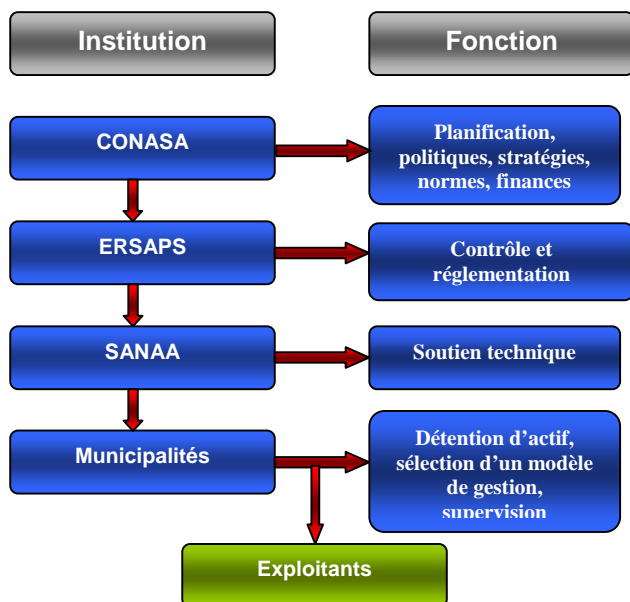 Institution
Fonction
CONASA
Planification,
politiques, stratégies,
normes, finances
ERSAPS
Contrôle et
réglementation
SANAA
Soutien technique
Municipalités
Détention d'actif,
sélection d'un modèle
de gestion,
supervision
Exploitants